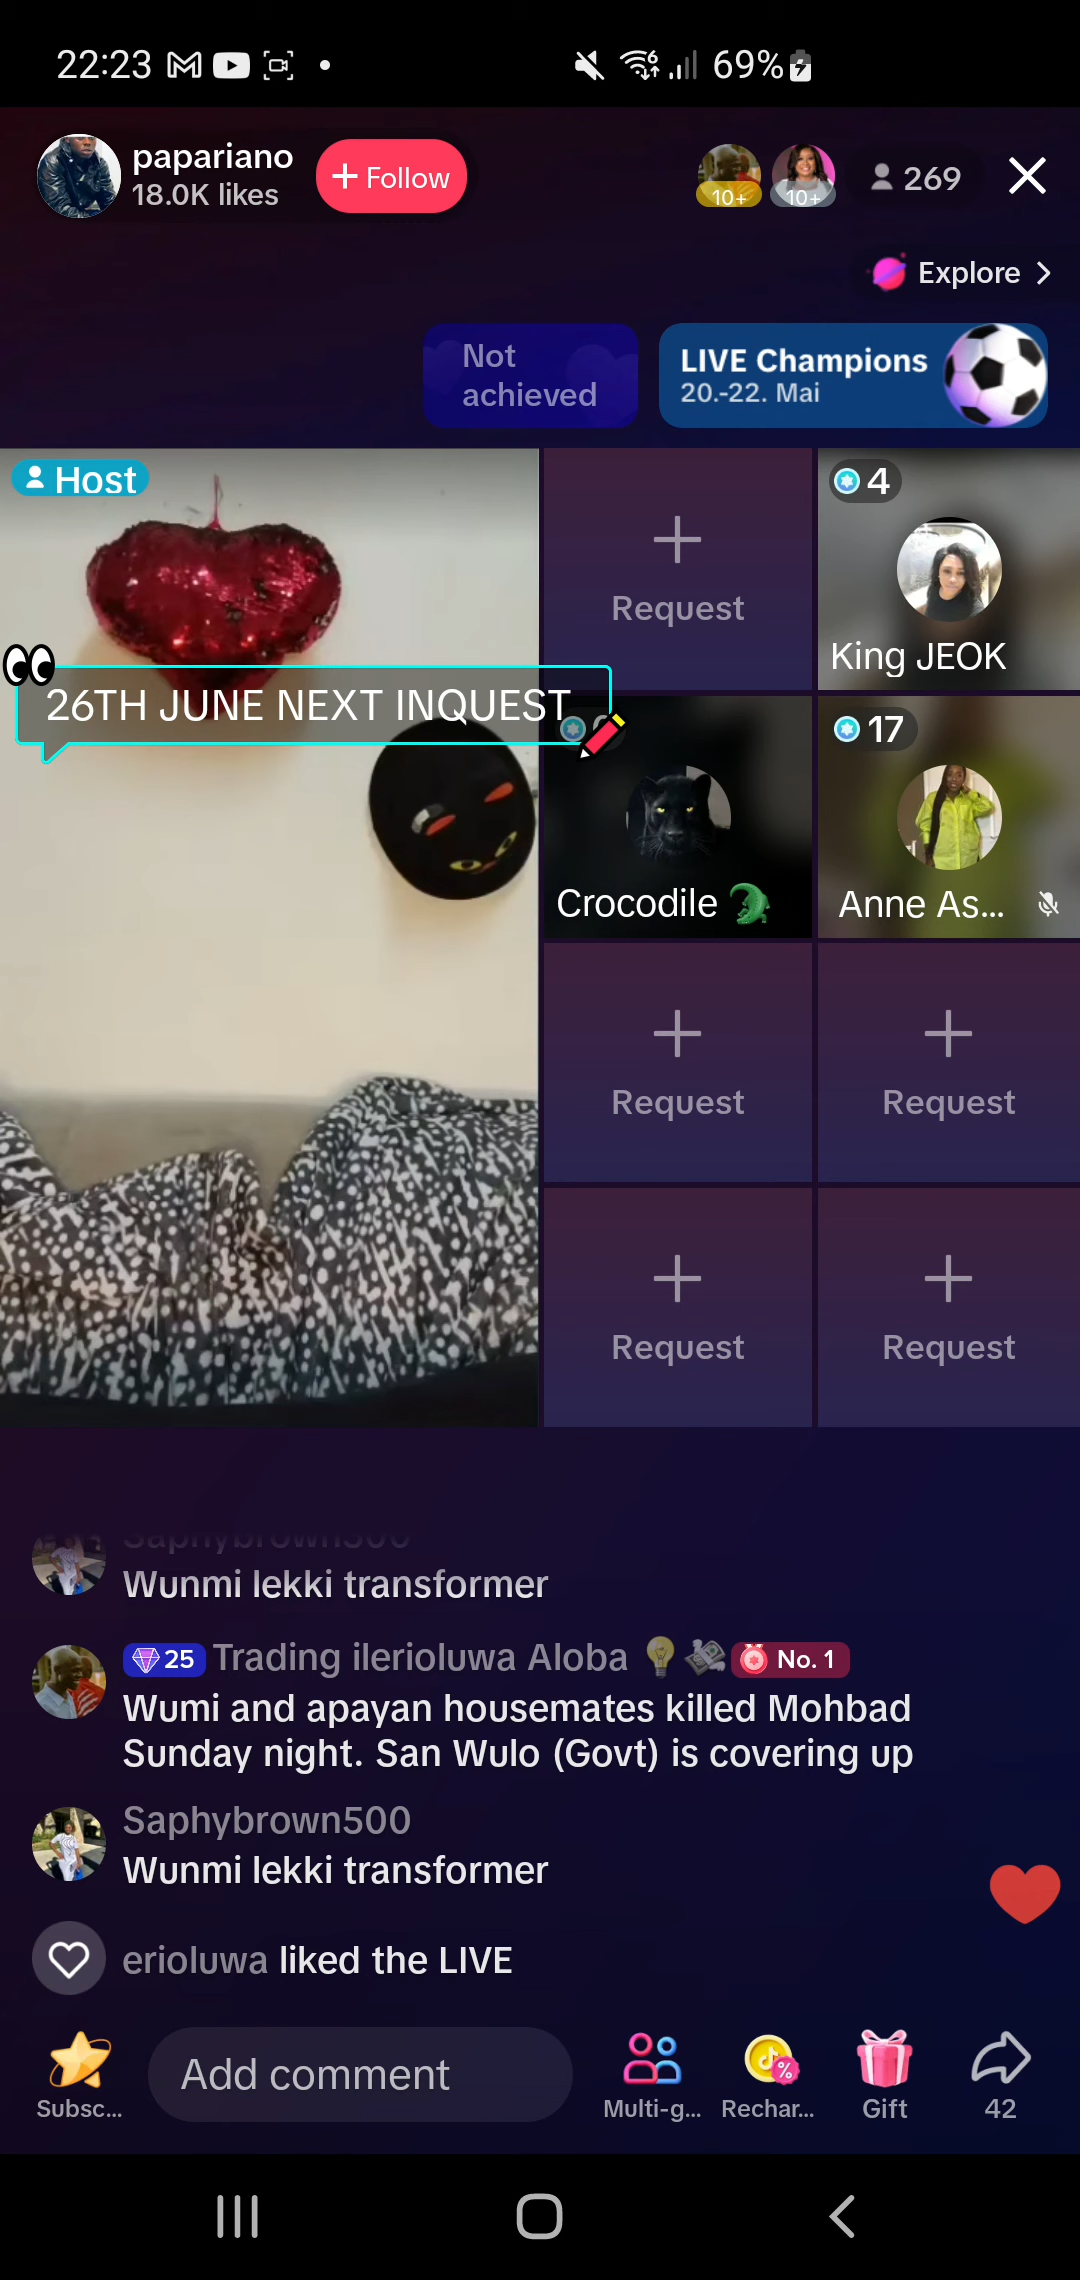 22:23
69%
papariano
18.0K likes
+ Follow
10+
10+
269
Explore
Not
achieved
LIVE Champions
20.-22. Mai
Host
Request
4
King JEOK
26TH JUNE NEXT INQUEST
Crocodile
17
Anne As...
Request
Request
Request
Request
Saphybrown500
Wunmi lekki transformer
25 Trading ilerioluwa Aloba No. 1
Wumi and apayan housemates killed Mohbad
Sunday night. San Wulo (Govt) is covering up
Saphybrown500
Wunmi lekki transformer
erioluwa liked the LIVE
Add comment
Subsc...
Multi-g...
Rechar...
Gift
42